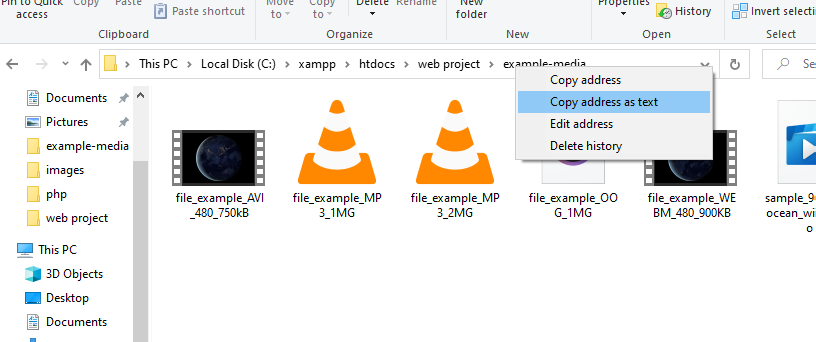 Pin to Quick
access
Copy
Paste
Paste shortcut
Move
to
Copy
to
Delete
Rename
New
folder
Properties
History
Select all
Invert selecti
Clipboard
Organize
New
Open
Select
This PC
Local Disk (C:)
xampp
htdocs
web project
example-media
Sea
Copy address
Copy address as text
Edit address
Delete history
Documents
Pictures
example-media
images
php
web project
This PC
3D Objects
Desktop
Documents
file_example_AVI
_480_750kB
file_example_MP
3_1MG
file_example_MP
3_2MG
file_example_OO
G_1MG
file_example_WE
BM_480_900KB
sample_9
ocean_wi
o